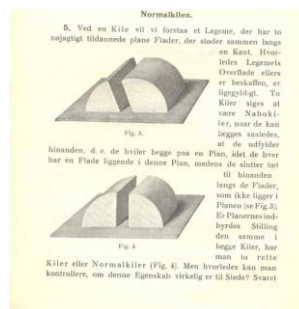 Normalkilen.
5. Ved en Kile vil vi forstaa et Legeme, der har to
nøjagtigt tildannede plane Flader, der støder sammen langs
en Kant. Hvor-
ledes Legemets
Overflade ellers
er beskaffen, er
ligegyldigt. To
Kiler siges at
være Naboki-
ler, naar de kan
lægges saaledes,
at de udfylder
Fig. 3.
hinanden, d. e. de hviler begge paa en Plan, idet de hver
har en Flade liggende i denne Plan, medens de slutter tæt
til hinanden
langs de Flader,
som ikke ligger i
Planen (se Fig.3).
Er Planernes ind-
byrdes Stilling
den samme i
begge Kiler, har
man to rette
Fig. 4.
Kiler eller Normalkiler (Fig. 4). Men hvorledes kan man
kontrollere, om denne Egenskab virkelig er til Stede? Svaret